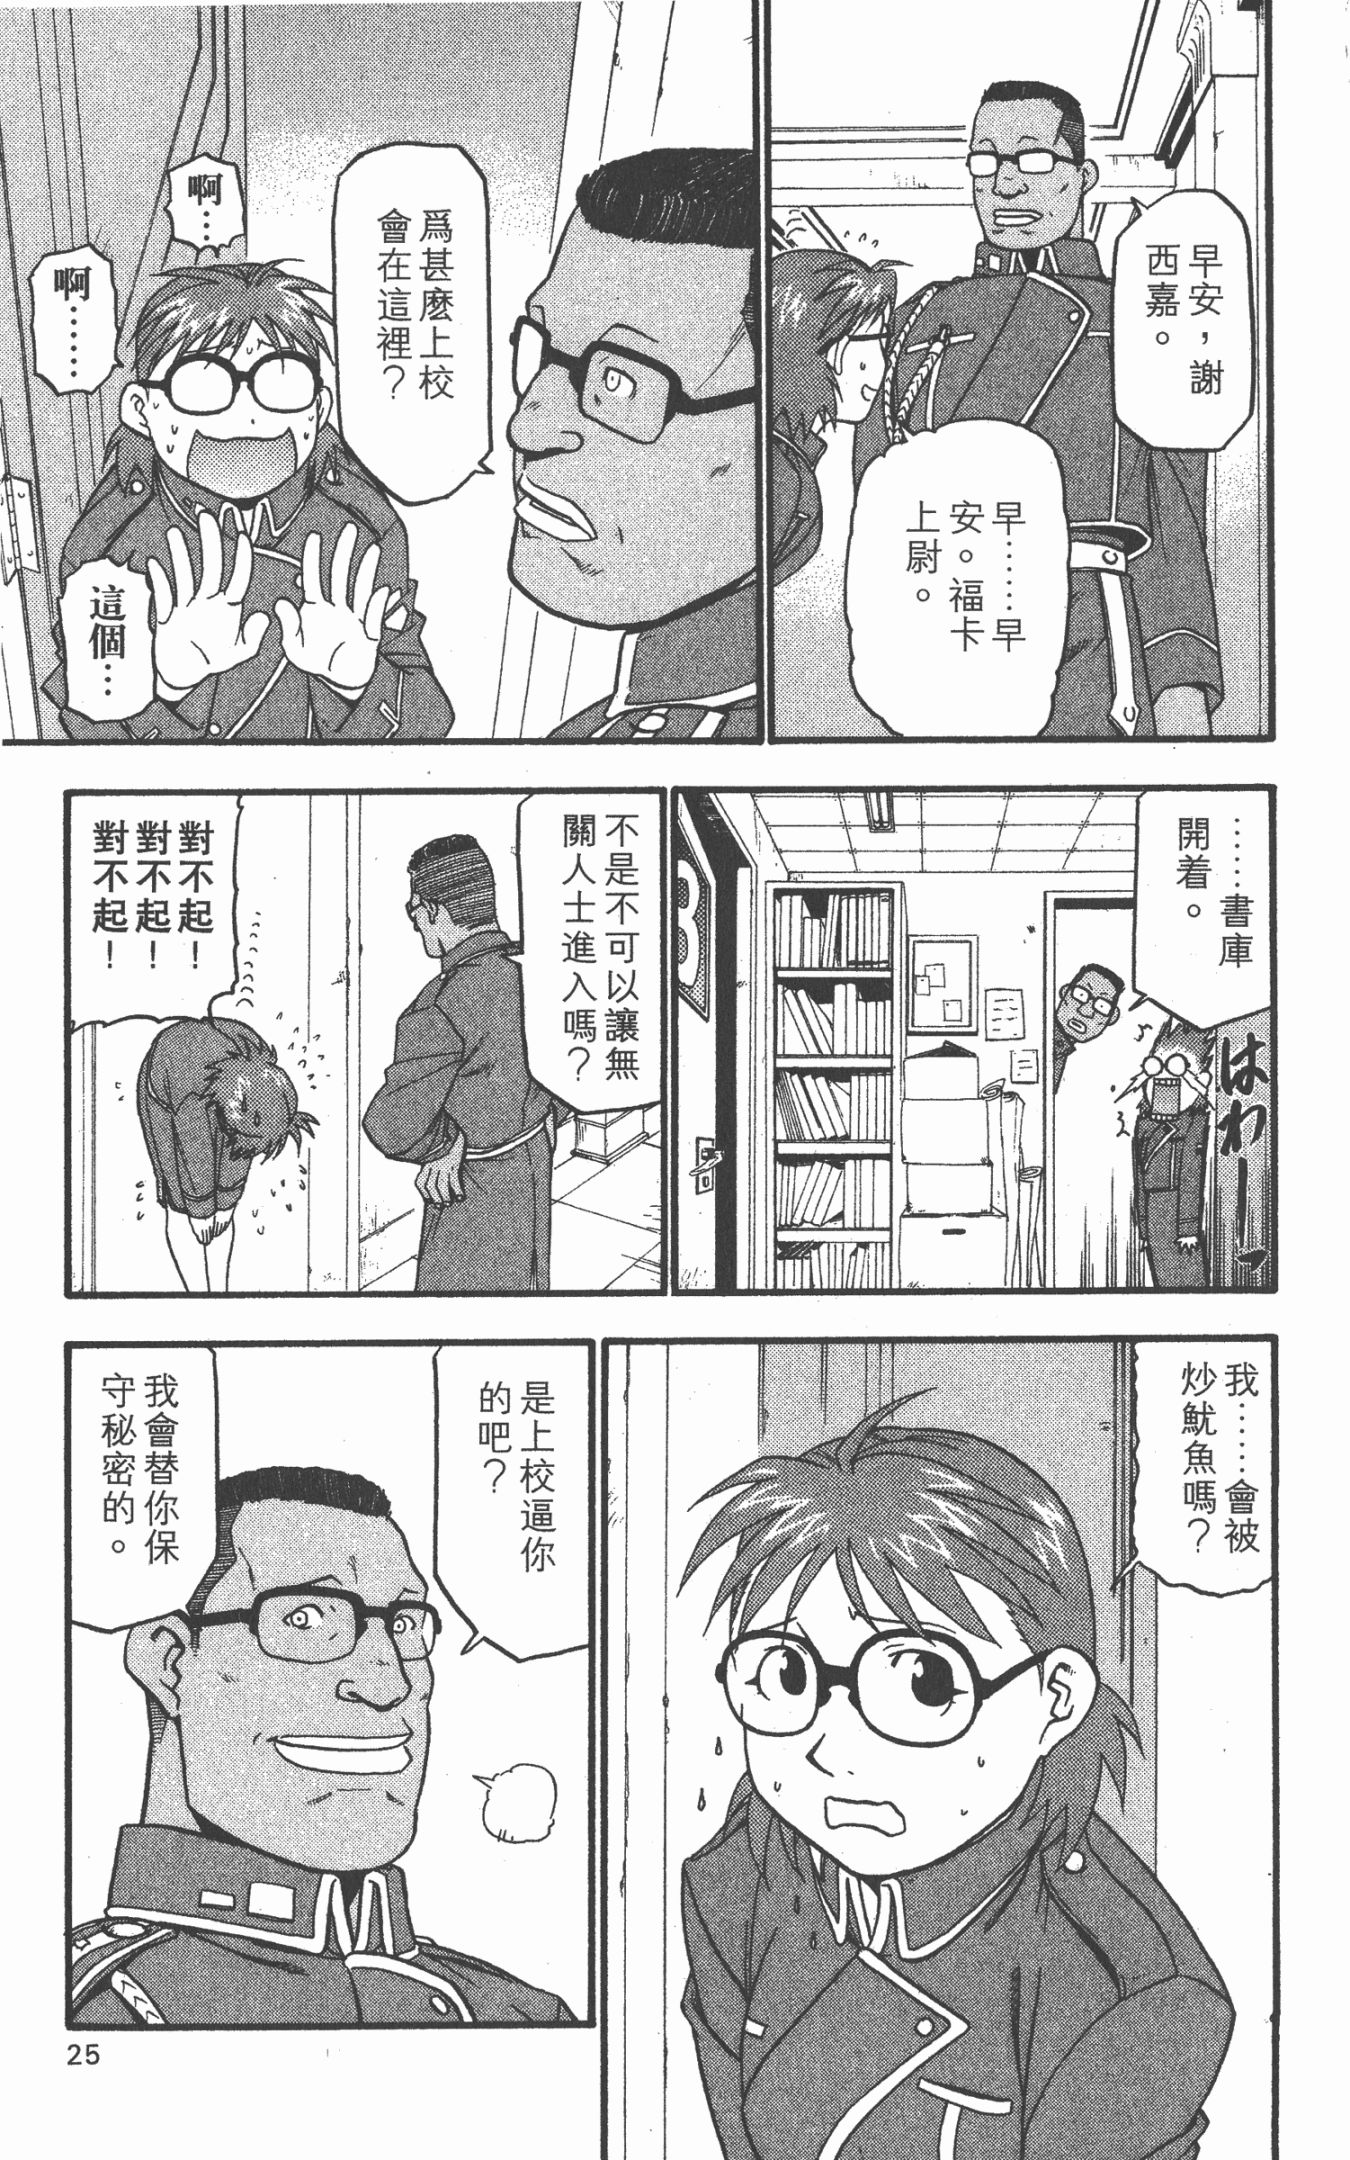 早安，謝
西嘉。
早……早
安。福卡
上尉。
爲甚麽上校
會在這裡？
啊…
啊……
這個…
……書庫
開着。
はわーっ
不是不可以讓無
關人士進入嗎？
對不起！
對不起！
對不起！
我……會被
炒魷魚嗎？
是上校逼你
的吧？
我會替你保
守秘密的。
25